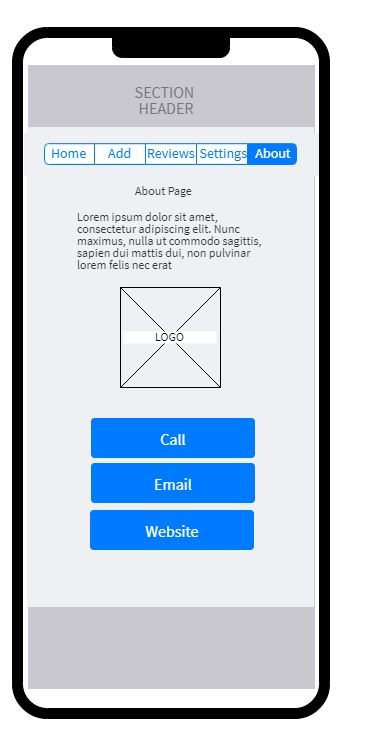 SECTION
HEADER
Home Add Reviews Settings About
About Page
Lorem ipsum dolor sit amet,
consectetur adipiscing elit. Nunc
maximus, nulla ut commodo sagittis,
sapien dui mattis dui, non pulvinar
lorem felis nec erat
LOGO
Call
Email
Website